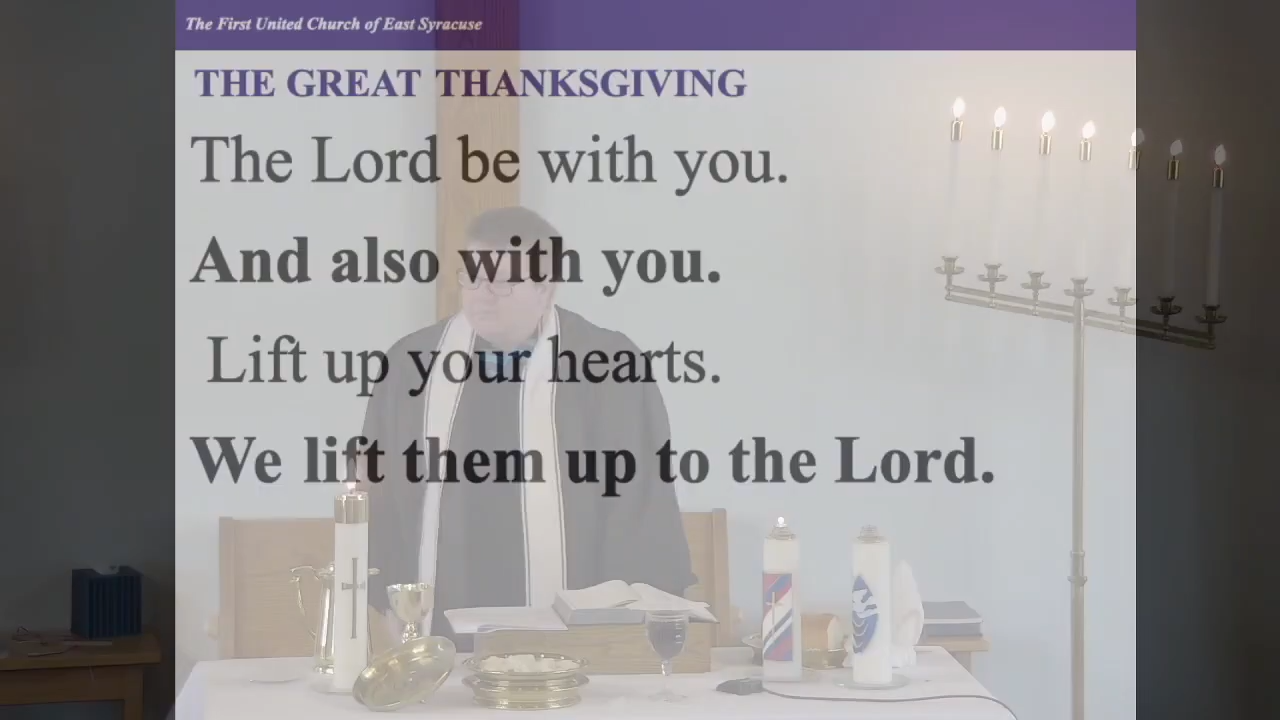 The First United Church of East Syracuse
THE GREAT THANKSGIVING
The Lord be with you.
And also with you.
Lift up your hearts.
We lift them up to the Lord.